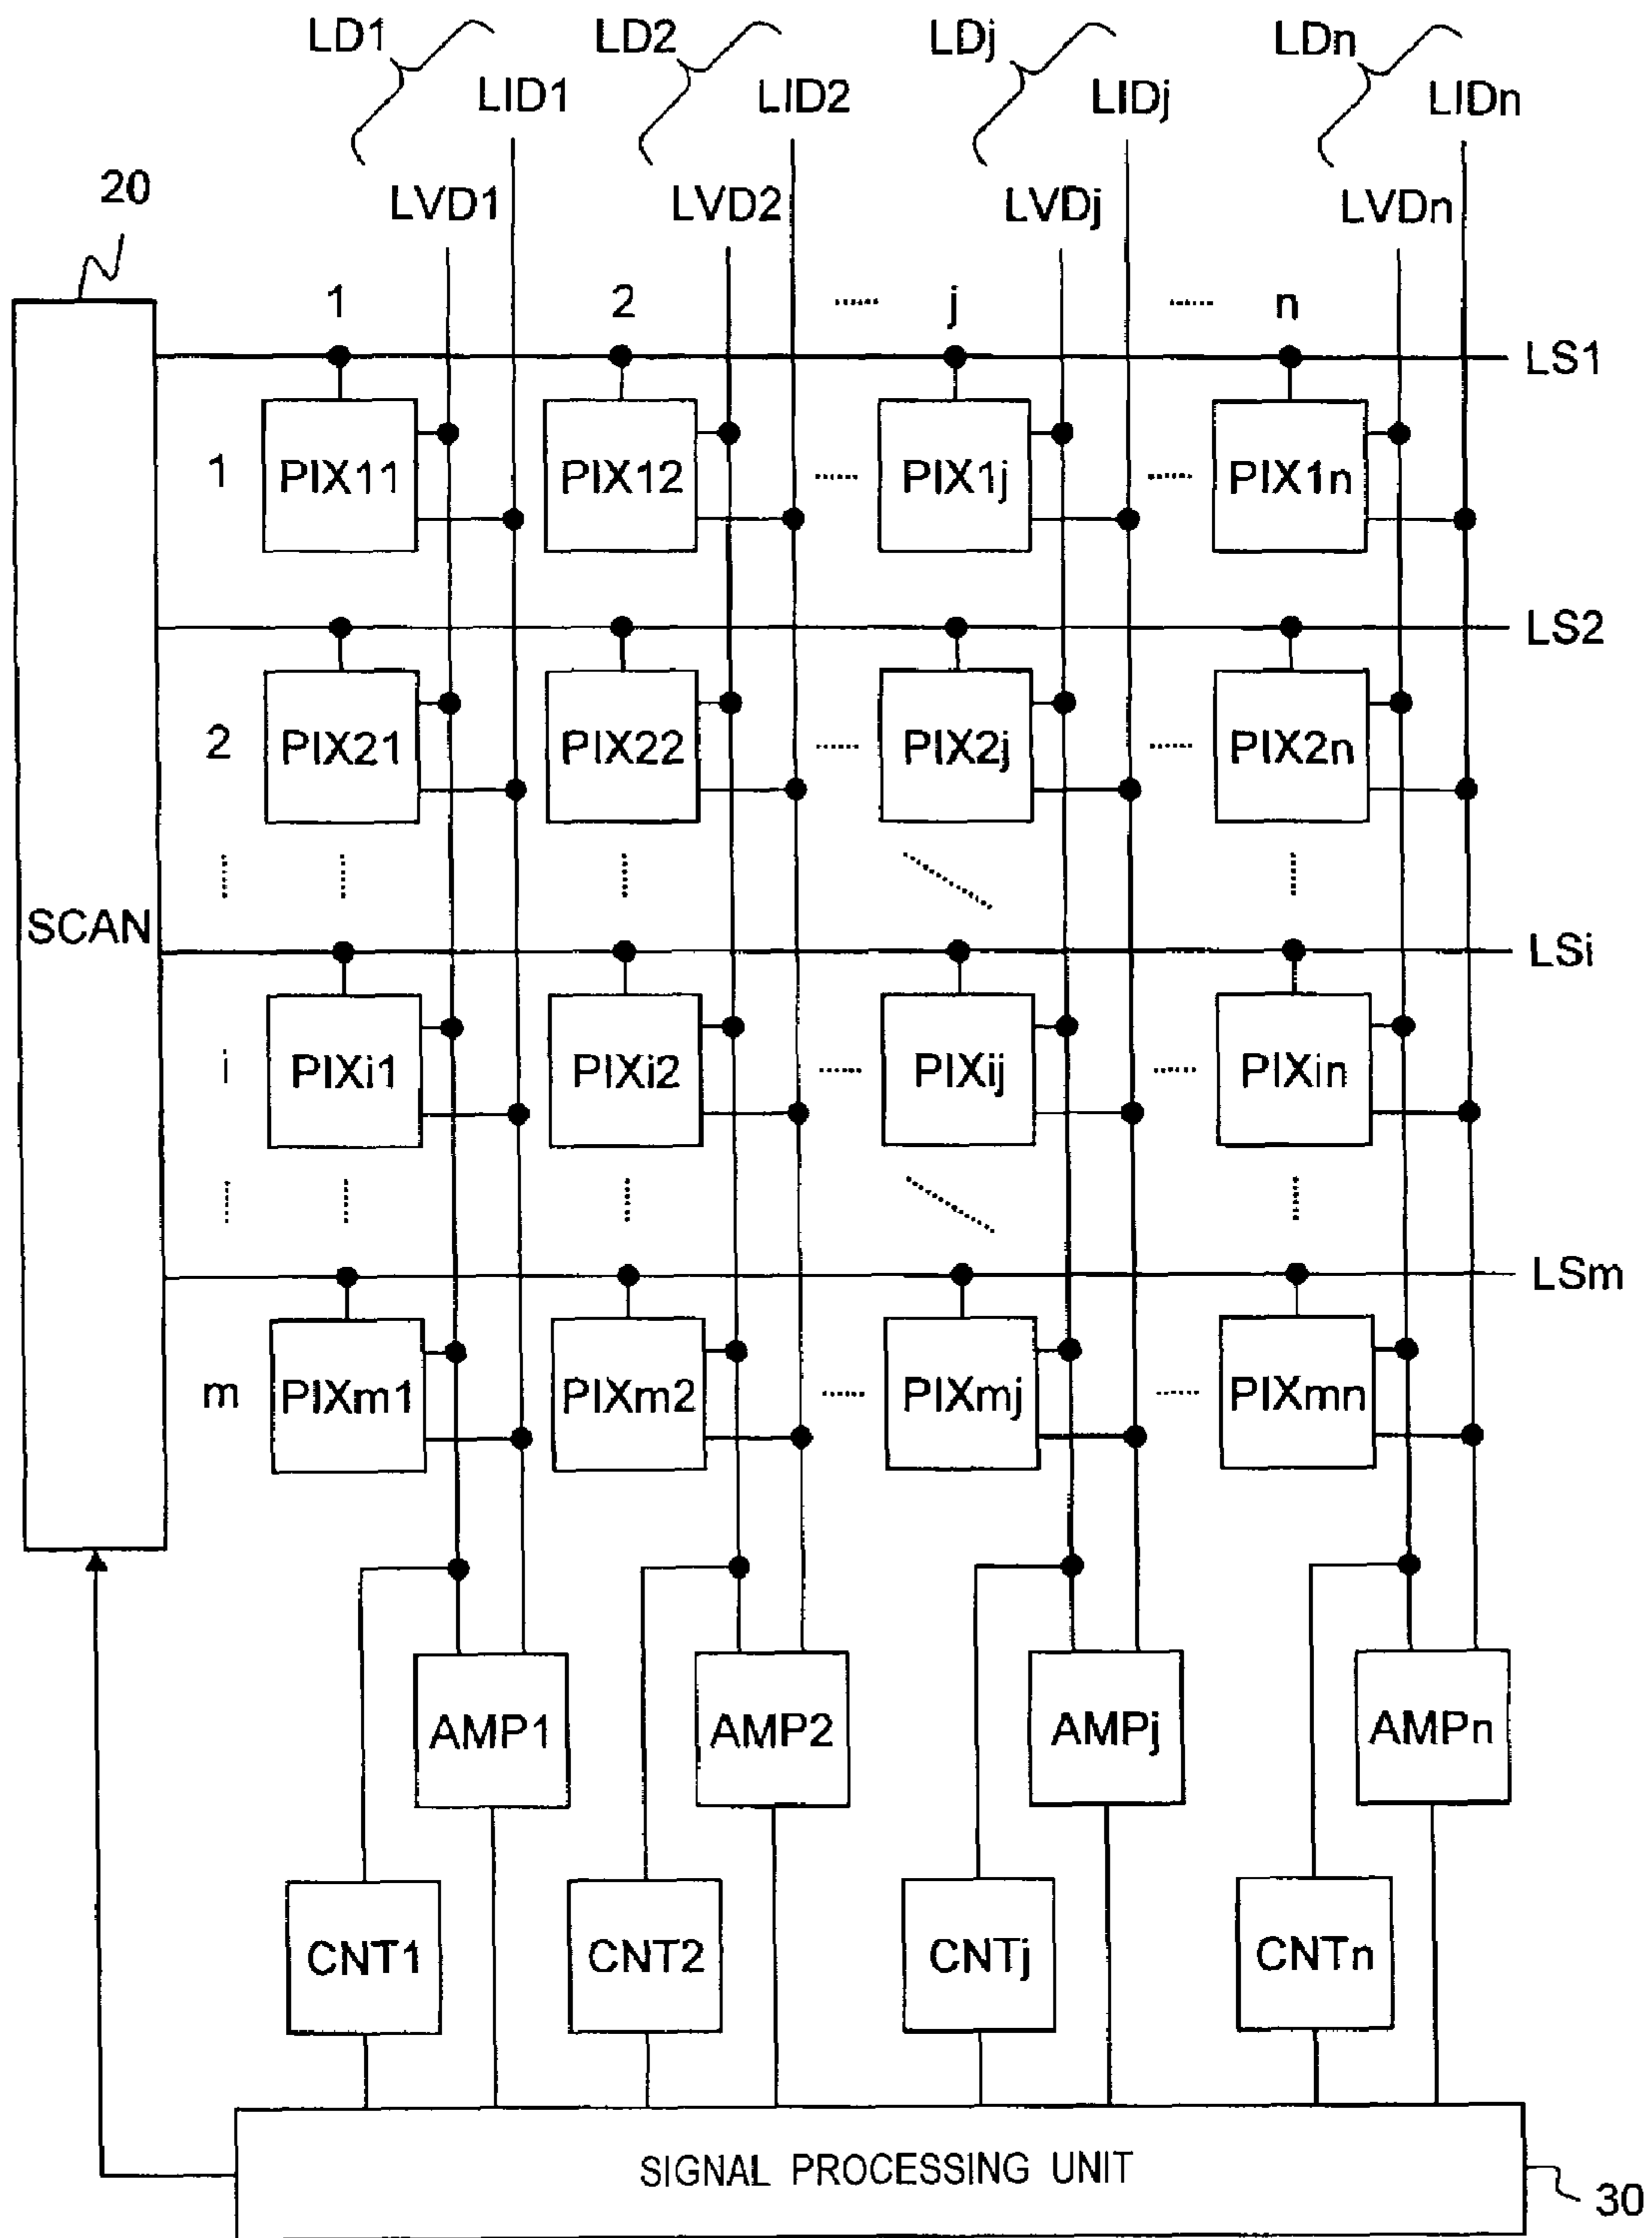 LD1 LD2 LDj LDn
LID1 LID2 LIDj LIDn
20
LVD1 LVD2 LVDj LVDn
1 2 ...... j ...... n
LS1
1 PIX11 PIX12 ...... PIX1j ...... PIX1n
LS2
2 PIX21 PIX22 ...... PIX2j ...... PIX2n
SCAN
LSi
i PIXi1 PIXi2 ...... PIXij ...... PIXin
LSm
m PIXm1 PIXm2 ...... PIXmj ...... PIXmn
AMP1 AMP2 AMPj AMPn
CNT1 CNT2 CNTj CNTn
SIGNAL PROCESSING UNIT
30